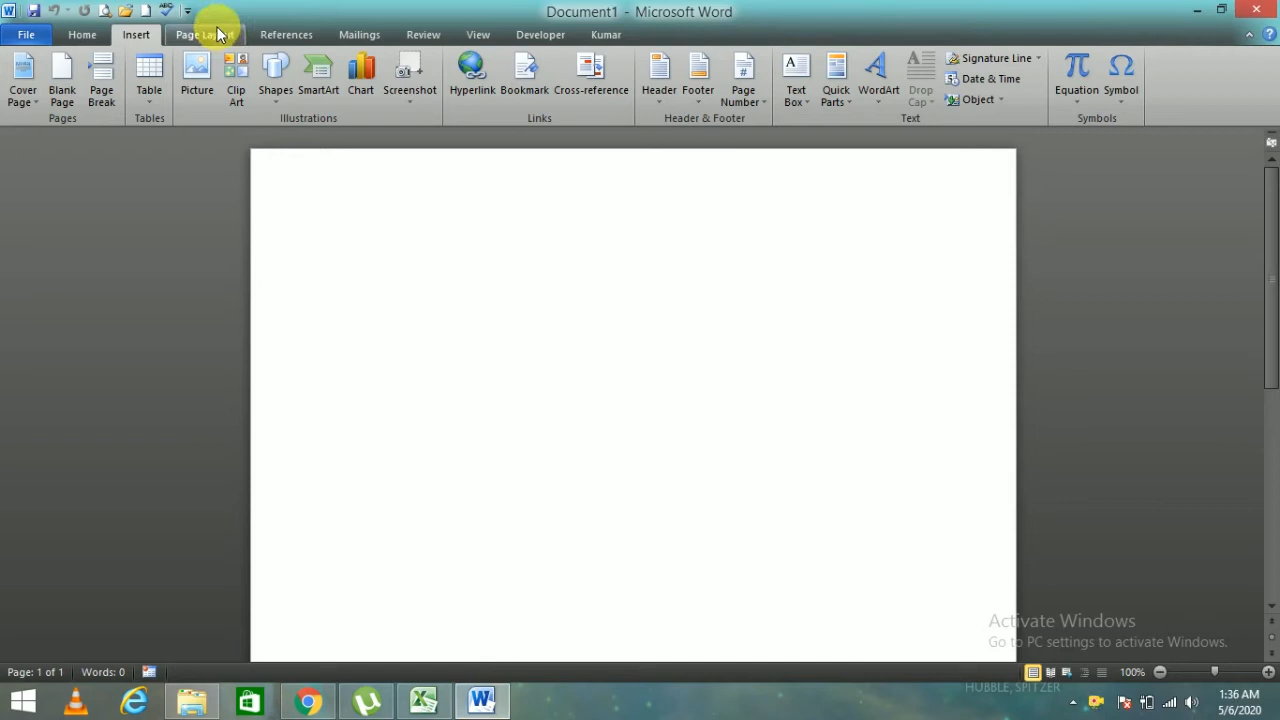 Document1 - Microsoft Word
File Home Insert Page Layout References Mailings Review View Developer Kumar
Cover Page
Blank Page
Page Break
Table
Picture
Clip Art
Shapes
SmartArt
Chart
Screenshot
Hyperlink
Bookmark
Cross-reference
Header
Footer
Page Number
Text Box
Quick Parts
WordArt
Drop Cap
Signature Line
Date & Time
Object
Equation
Symbol
Pages Tables Illustrations Links Header & Footer Text Symbols
Activate Windows
Go to PC settings to activate Windows.
Page: 1 of 1 Words: 0 100%
HUBBLE, SPITZER
1:36 AM
5/6/2020